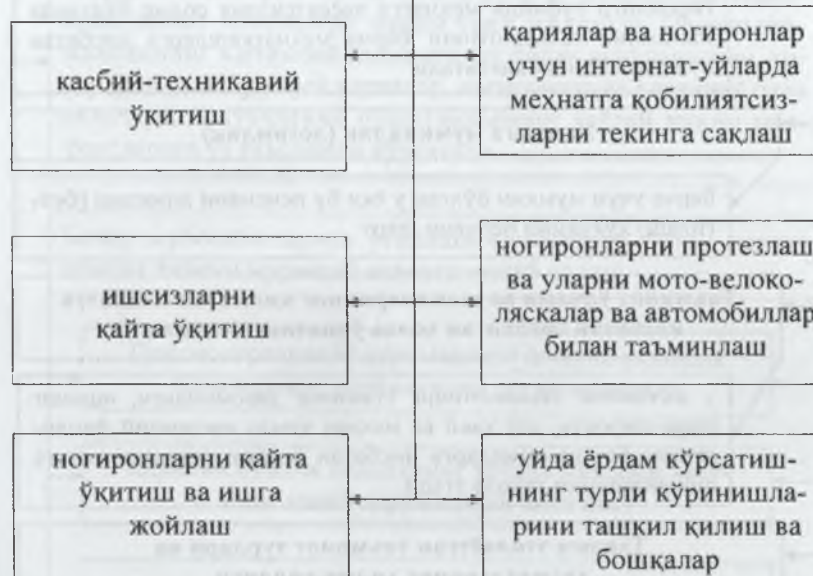 касбий-техникавий
ўқитиш
қариялар ва ногиронлар
учун интернат-уйларда
меҳнатга қобилиятсиз-
ларни текинга сақлаш
ишсизларни
қайта ўқитиш
ногиронларни протезлаш
ва уларни мото-велоко-
ляскалар ва автомобиллар
билан таъминлаш
ногиронларни қайта
ўқитиш ва ишга
жойлаш
уйда ёрдам кўрсатиш-
нинг турли кўринишла-
рини ташкил қилиш ва
бошқалар